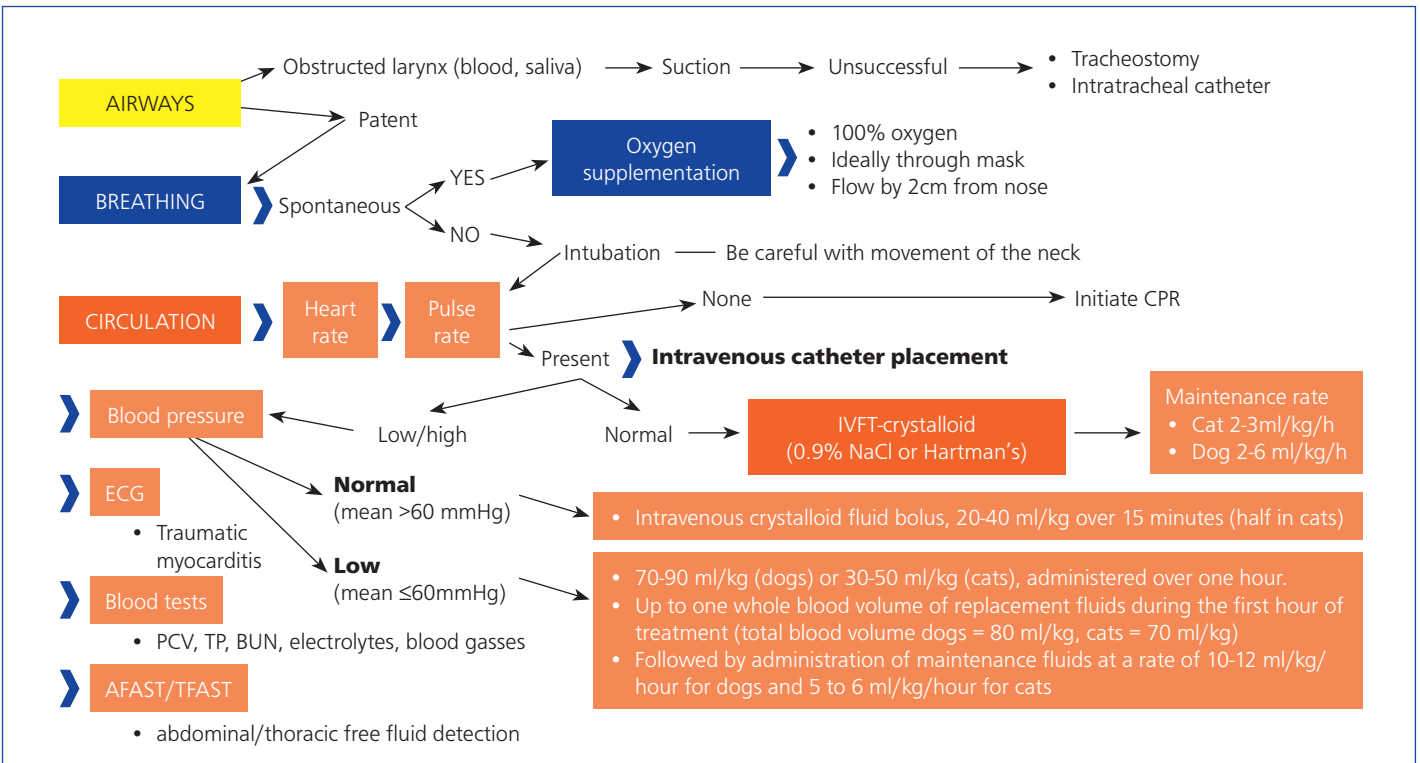 Obstructed larynx (blood, saliva)
Suction
Unsuccessful
• Tracheostomy
• Intratracheal catheter
AIRWAYS
Patent
BREATHING
Spontaneous
YES
Oxygen
supplementation
• 100% oxygen
• Ideally through mask
• Flow by 2cm from nose
NO
Intubation
Be careful with movement of the neck
CIRCULATION
Heart
rate
Pulse
rate
None
Initiate CPR
Present
Intravenous catheter placement
Blood pressure
Low/high
Normal
IVFT-crystalloid
(0.9% NaCl or Hartman's)
Maintenance rate
• Cat 2-3ml/kg/h
• Dog 2-6 ml/kg/h
ECG
• Traumatic
myocarditis
Normal
(mean >60 mmHg)
• Intravenous crystalloid fluid bolus, 20-40 ml/kg over 15 minutes (half in cats)
Low
(mean ≤60mmHg)
• 70-90 ml/kg (dogs) or 30-50 ml/kg (cats), administered over one hour.
• Up to one whole blood volume of replacement fluids during the first hour of
treatment (total blood volume dogs = 80 ml/kg, cats = 70 ml/kg)
• Followed by administration of maintenance fluids at a rate of 10-12 ml/kg/
hour for dogs and 5 to 6 ml/kg/hour for cats
Blood tests
• PCV, TP, BUN, electrolytes, blood gasses
AFAST/TFAST
• abdominal/thoracic free fluid detection